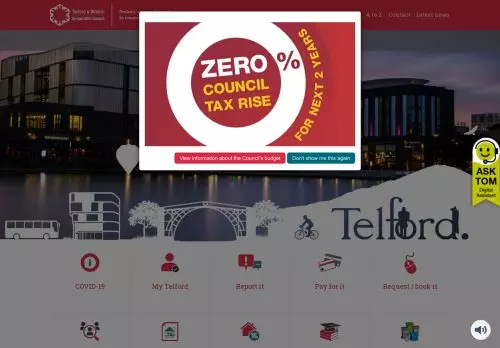 Telford & Wrekin
Co-operative Council
A to Z
Contact
Latest news
ZERO %
COUNCIL
TAX RISE
FOR NEXT 2 YEARS
View information about the Council's budget
Don't show me this again
ASK
TOM
Digital
Assistant
Telford.
COVID-19
My Telford
Report it
Pay for it
Request / book it